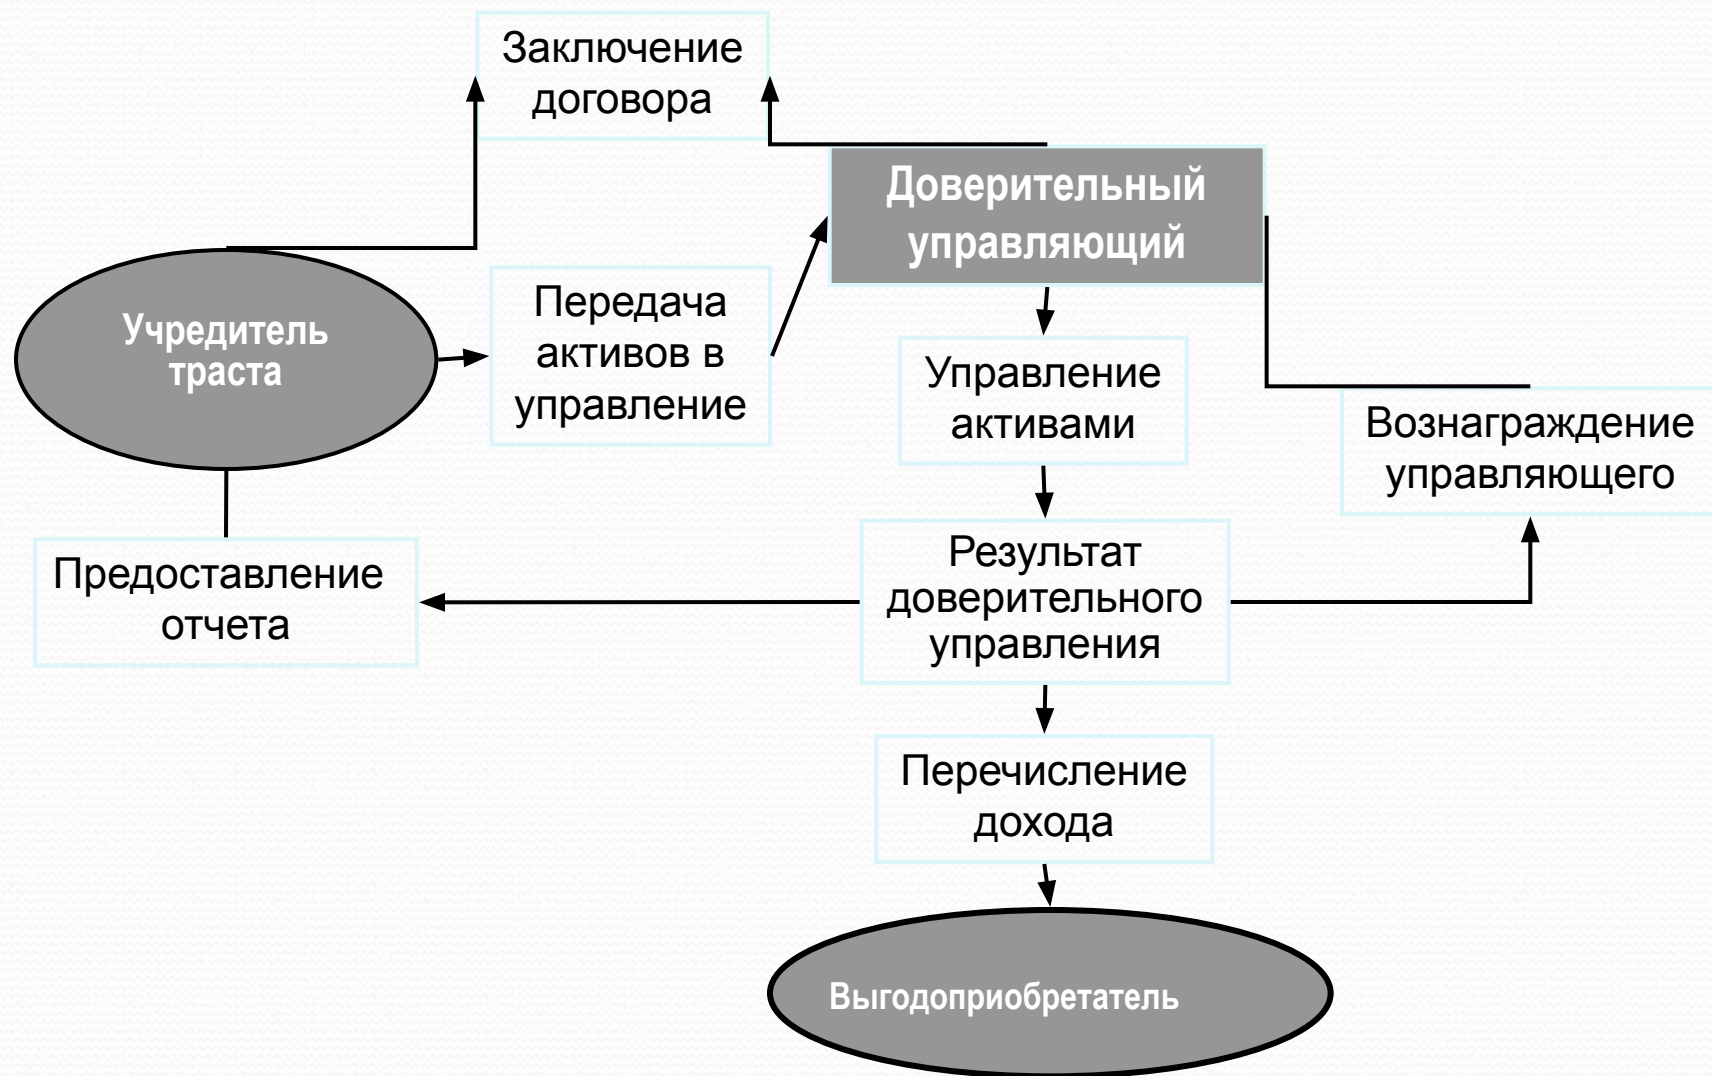 Заключение
договора
Доверительный
управляющий
Учредитель
траста
Передача
активов в
управление
Управление
активами
Вознаграждение
управляющего
Предоставление
отчета
Результат
доверительного
управления
Перечисление
дохода
Выгодоприобретатель